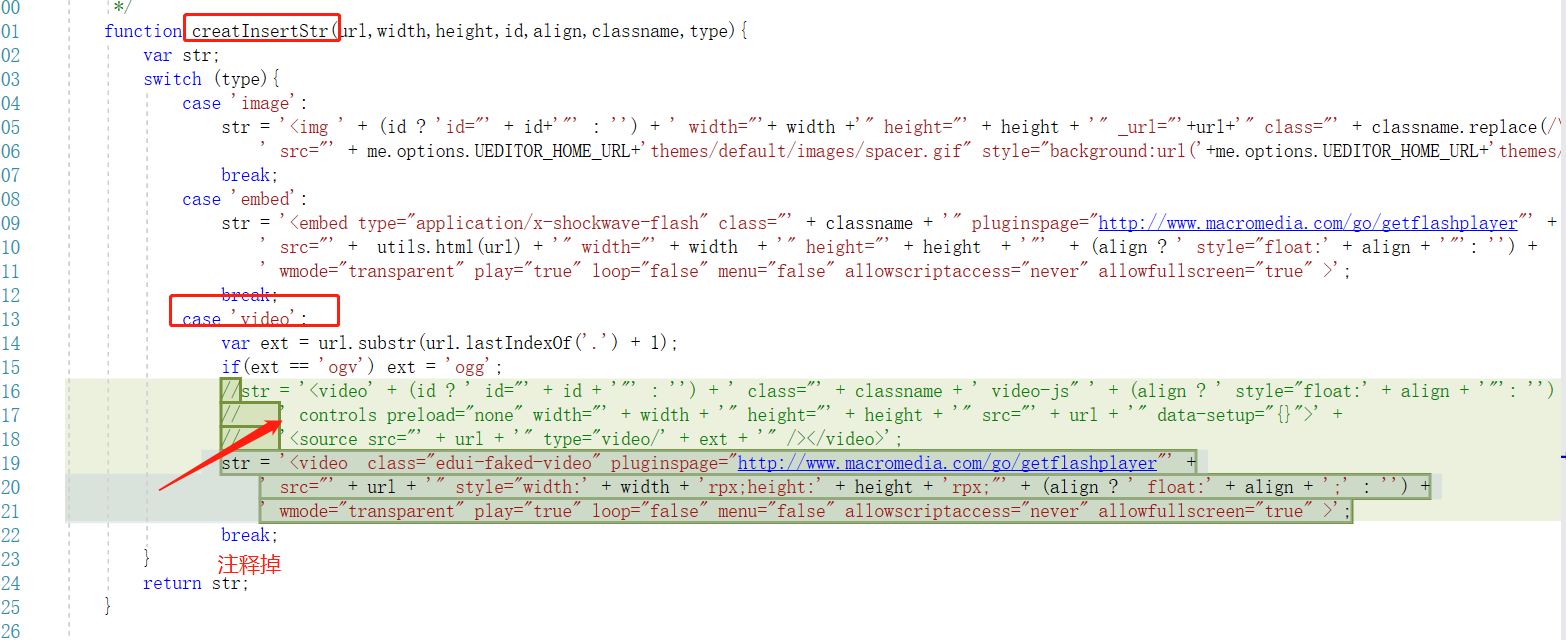 00 */
01 function creatInsertStr(url,width,height,id,align,classname,type){
02 var str;
03 switch (type){
04 case 'image':
05 str = '<img ' + (id ? 'id="' + id+'"' : '') + ' width="'+ width +'" height="' + height + '" _url="'+url+'" class="' + classname.replace(/\
06 ' src="' + me.options.UEDITOR_HOME_URL+'themes/default/images/spacer.gif" style="background:url('+me.options.UEDITOR_HOME_URL+'themes/
07 break;
08 case 'embed':
09 str = '<embed type="application/x-shockwave-flash" class="' + classname + '" pluginspage="http://www.macromedia.com/go/getflashplayer"' +
10 ' src="' +  utils.html(url) + '" width="' + width  + '" height="' + height  + '"'  + (align ? ' style="float:' + align + '"': '') +
11 ' wmode="transparent" play="true" loop="false" menu="false" allowscriptaccess="never" allowfullscreen="true" >';
12 break;
13 case 'video':
14 var ext = url.substr(url.lastIndexOf('.') + 1);
15 if(ext == 'ogv') ext = 'ogg';
16 //str = '<video' + (id ? ' id="' + id + '"' : '') + ' class="' + classname + ' video-js" ' + (align ? ' style="float:' + align + '"': '')
17 // ' controls preload="none" width="' + width + '" height="' + height + '" src="' + url + '" data-setup="{}">' +
18 // '<source src="' + url + '" type="video/' + ext + '" /></video>';
19 str = '<video  class="edui-faked-video" pluginspage="http://www.macromedia.com/go/getflashplayer"' +
20 ' src="' + url + '" style="width:' + width + 'rpx;height:' + height + 'rpx;"' + (align ? ' float:' + align + ';' : '') +
21 ' wmode="transparent" play="true" loop="false" menu="false" allowscriptaccess="never" allowfullscreen="true" >';
22 break;
23 }
注释掉
24 return str;
25 }
26